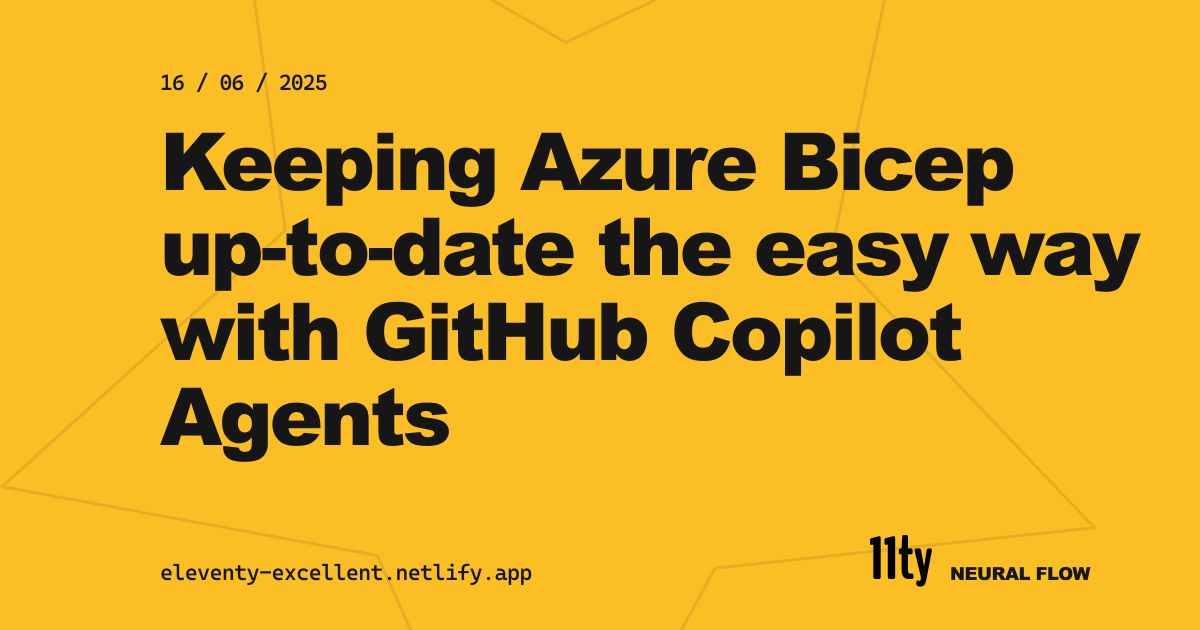 16 / 06 / 2025
Keeping Azure Bicep
up-to-date the easy way
with GitHub Copilot
Agents
eleventy-excellent.netlify.app
11ty NEURAL FLOW